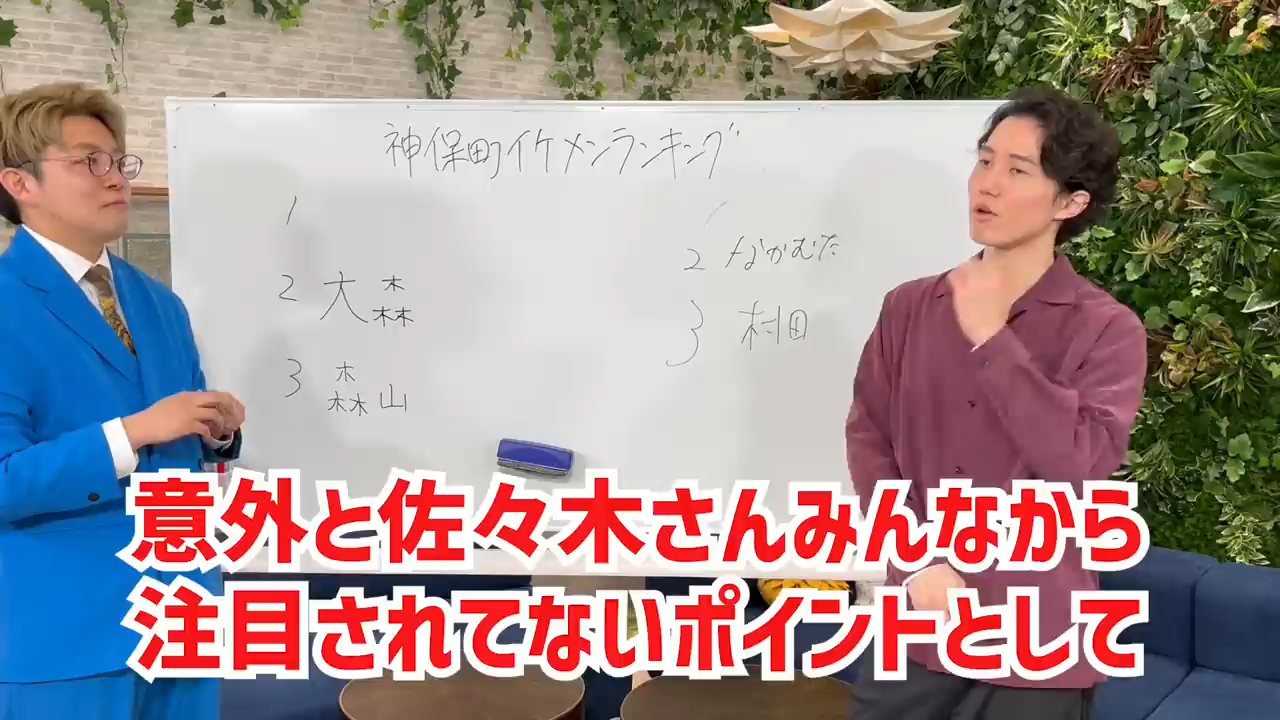 神保町イケメンランキング
1
2 大森
3 森山
1
2 なかむた
3 村田
意外と佐々木さんみんなから
注目されてないポイントとして